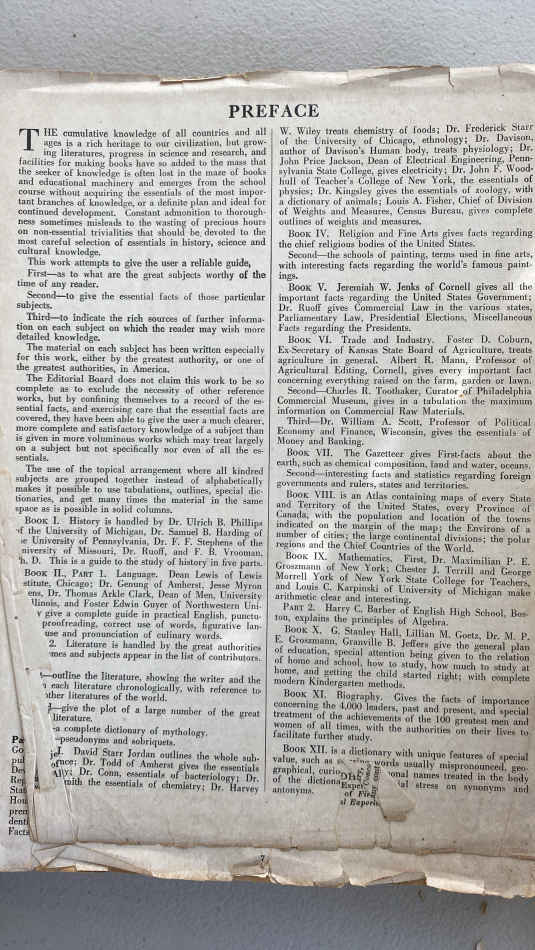 PREFACE
THE cumulative knowledge of all countries and all
ages is a rich heritage to our civilization, but grow-
ing literatures, progress in science and research, and
facilities for making books have so added to the mass that
the seeker of knowledge is often lost in the maze of books
and educational machinery and emerges from the school
course without acquiring the essentials of the most impor-
tant branches of knowledge, or a definite plan and ideal for
continued development. Constant admonition to thorough-
ness sometimes misleads to the wasting of precious hours
on non-essential trivialities that should be devoted to the
most careful selection of essentials in history, science and
cultural knowledge.
This work attempts to give the user a reliable guide,
First—as to what are the great subjects worthy of the
time of any reader.
Second—to give the essential facts of those particular
subjects.
Third—to indicate the rich sources of further informa-
tion on each subject on which the reader may wish more
detailed knowledge.
The material on each subject has been written especially
for this work, either by the greatest authority, or one of
the greatest authorities, in America.
The Editorial Board does not claim this work to be so
complete as to exclude the necessity of other reference
works, but by confining themselves to a record of the es-
sential facts, and exercising care that the essential facts are
covered, they have been able to give the user a much clearer,
more complete and satisfactory knowledge of a subject than
is given in more voluminous works which may treat largely
on a subject but not specifically nor even of all the es-
sentials.
The use of the topical arrangement where all kindred
subjects are grouped together instead of alphabetically
makes it possible to use tabulations, outlines, special dic-
tionaries, and get many times the material in the same
space as is possible in solid columns.
BOOK I. History is handled by Dr. Ulrich B. Phillips
of the University of Michigan, Dr. Samuel B. Harding of
University of Pennsylvania, Dr. F. F. Stephens of the
niversity of Missouri, Dr. Ruoff, and F. B. Vrooman,
h. D. This is a guide to the study of history in five parts.
BOOK II, PART 1. Language. Dean Lewis of Lewis
stitute, Chicago; Dr. Genung of Amherst, Jesse Myron
ens, Dr. Thomas Arkle Clark, Dean of Men, University
llinois, and Foster Edwin Guyer of Northwestern Uni-
y give a complete guide in practical English, punctu-
proofreading, correct use of words, figurative lan-
use and pronunciation of culinary words.
2. Literature is handled by the great authorities
mes and subjects appear in the list of contributors.
—outline the literature, showing the writer and the
each literature chronologically, with reference to
other literatures of the world.
—give the plot of a large number of the great
literature.
a complete dictionary of mythology.
—pseudonyms and sobriquets.
I. David Starr Jordan outlines the whole sub-
Dr. Todd of Amherst gives the essentials
Dr. Conn, essentials of bacteriology; Dr.
mith the essentials of chemistry; Dr. Harvey
W. Wiley treats chemistry of foods; Dr. Frederick Starr
of the University of Chicago, ethnology; Dr. Davison,
author of Davison's Human body, treats physiology; Dr.
John Price Jackson, Dean of Electrical Engineering, Penn-
sylvania State College, gives electricity; Dr. John F. Wood-
hull of Teacher's College of New York, the essentials of
physics; Dr. Kingsley gives the essentials of zoology, with
a dictionary of animals; Louis A. Fisher, Chief of Division
of Weights and Measures, Census Bureau, gives complete
outlines of weights and measures.
BOOK IV. Religion and Fine Arts gives facts regarding
the chief religious bodies of the United States.
Second—the schools of painting, terms used in fine arts,
with interesting facts regarding the world's famous paint-
ings.
BOOK V. Jeremiah W. Jenks of Cornell gives all the
important facts regarding the United States Government;
Dr. Ruoff gives Commercial Law in the various states,
Parliamentary Law, Presidential Elections, Miscellaneous
Facts regarding the Presidents.
BOOK VI. Trade and Industry. Foster D. Coburn,
Ex-Secretary of Kansas State Board of Agriculture, treats
agriculture in general. Albert R. Mann, Professor of
Agricultural Editing, Cornell, gives every important fact
concerning everything raised on the farm, garden or lawn.
Second—Charles R. Toothaker, Curator of Philadelphia
Commercial Museum, gives in a tabulation the maximum
information on Commercial Raw Materials.
Third—Dr. William A. Scott, Professor of Political
Economy and Finance, Wisconsin, gives the essentials of
Money and Banking.
BOOK VII. The Gazetteer gives First-facts about the
earth, such as chemical composition, land and water, oceans.
Second—interesting facts and statistics regarding foreign
governments and rulers, states and territories.
BOOK VIII. is an Atlas containing maps of every State
and Territory of the United States, every Province of
Canada, with the population and location of the towns
indicated on the margin of the map; the Environs of a
number of cities; the large continental divisions; the polar
regions and the Chief Countries of the World.
BOOK IX. Mathematics. First, Dr. Maximilian P. E.
Groszmann of New York; Chester J. Terrill and George
Morrell York of New York State College for Teachers,
and Louis C. Karpinski of University of Michigan make
arithmetic clear and interesting.
PART 2. Harry C. Barber of English High School, Bos-
ton, explains the principles of Algebra.
BOOK X. G. Stanley Hall, Lillian M. Goetz, Dr. M. P.
E. Groszmann, Granville B. Jeffers give the general plan
of education, special attention being given to the relation
of home and school, how to study, how much to study at
home, and getting the child started right; with complete
modern Kindergarten methods.
BOOK XI. Biography. Gives the facts of importance
concerning the 4,000 leaders, past and present, and special
treatment of the achievements of the 100 greatest men and
women of all times, with the authorities on their lives to
facilitate further study.
BOOK XII. is a dictionary with unique features of special
value, such as words usually mispronounced, geo-
graphical, curio onal names treated in the body
of the dictiona ial stress on synonyms and
antonyms.
7